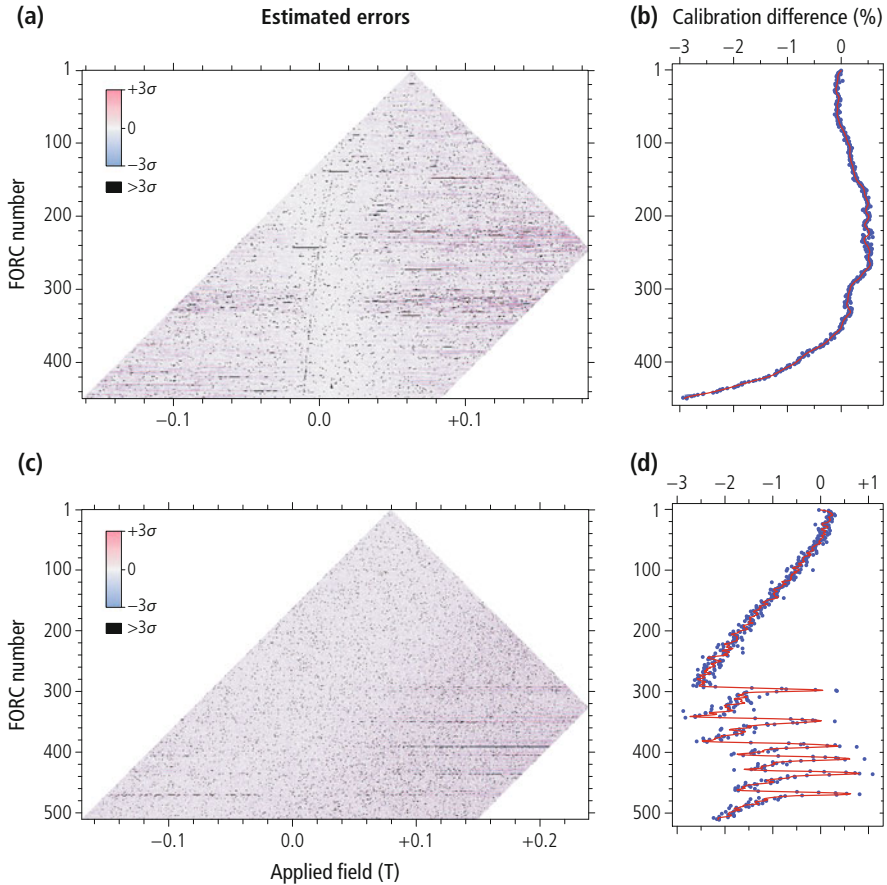 (a)
Estimated errors
(b)
Calibration difference (%)
−3 −2 −1 0
1
100
200
300
400
FORC number
+3σ
0
−3σ
>3σ
−0.1 0.0 +0.1
1
100
200
300
400
(c)
(d)
−3 −2 −1 0 +1
1
100
200
300
400
500
FORC number
+3σ
0
−3σ
>3σ
−0.1 0.0 +0.1 +0.2
Applied field (T)
1
100
200
300
400
500